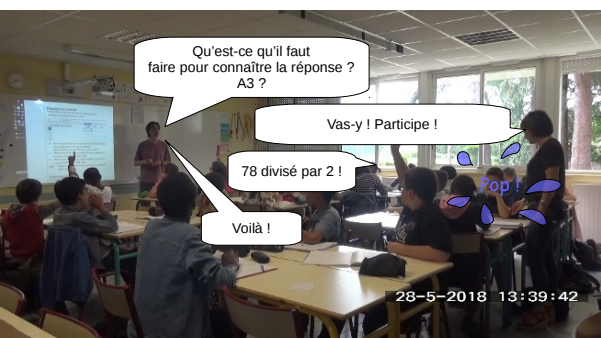 Qu'est-ce qu'il faut
faire pour connaître la réponse ?
A3 ?
Vas-y ! Participe !
78 divisé par 2 !
Pop !
Voilà !
28-5-2018 13:39:42